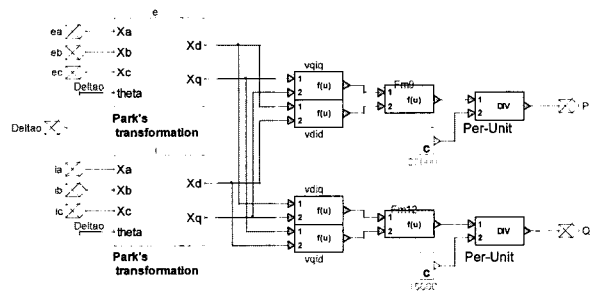 e
ea Xa
eb Xb
ec Xc
Deltao theta
Xd
Xq
Park's
transformation
Deltao
vqiq
1
2 f(u)
1
2 f(u)
vdid
1
2 f(u)
1
2 DIV
P
Per-Unit
C
i
ia Xa
ib Xb
ic Xc
Deltao theta
Xd
Xq
Park's
transformation
vdiq
1
2 f(u)
1
2 f(u)
vqid
Fm12
1
2 f(u)
1
2 DIV
Q
Per-Unit
C